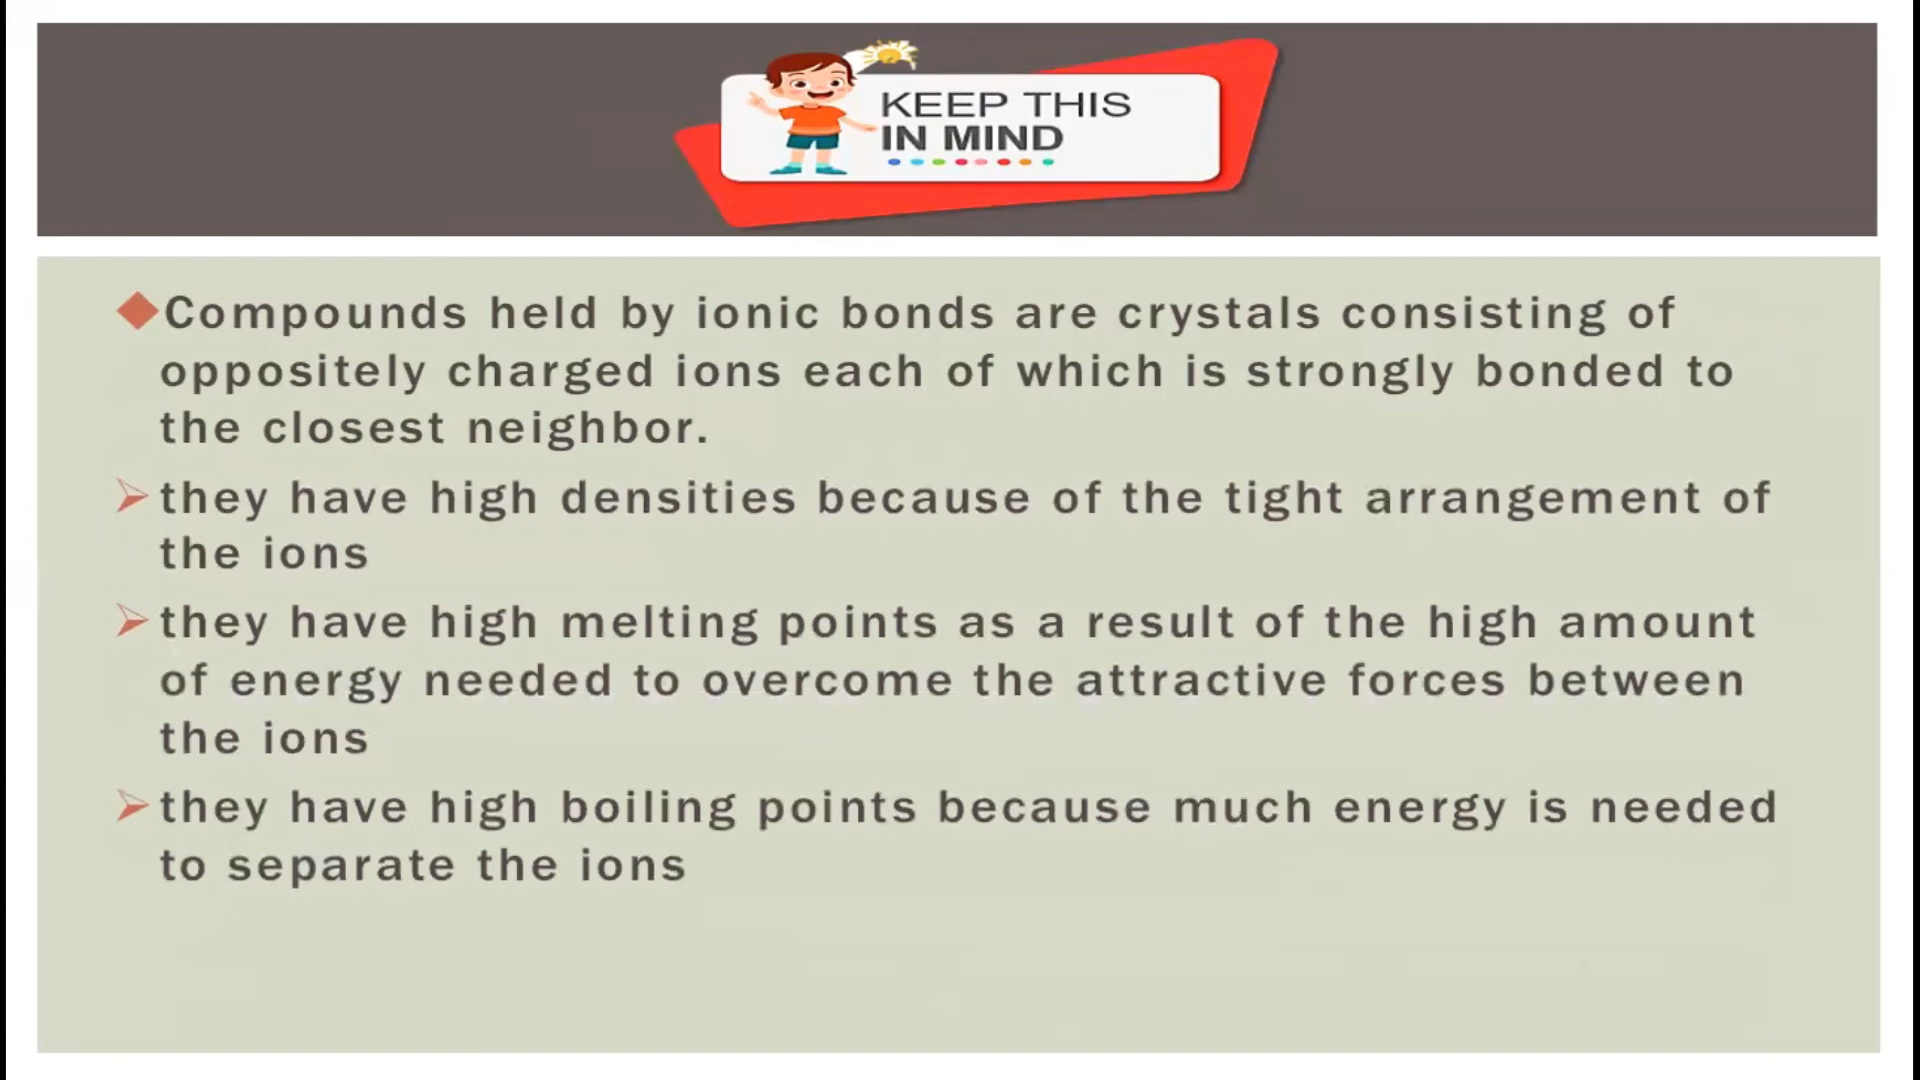 KEEP THIS
IN MIND
Compounds held by ionic bonds are crystals consisting of
oppositely charged ions each of which is strongly bonded to
the closest neighbor.
they have high densities because of the tight arrangement of
the ions
they have high melting points as a result of the high amount
of energy needed to overcome the attractive forces between
the ions
they have high boiling points because much energy is needed
to separate the ions